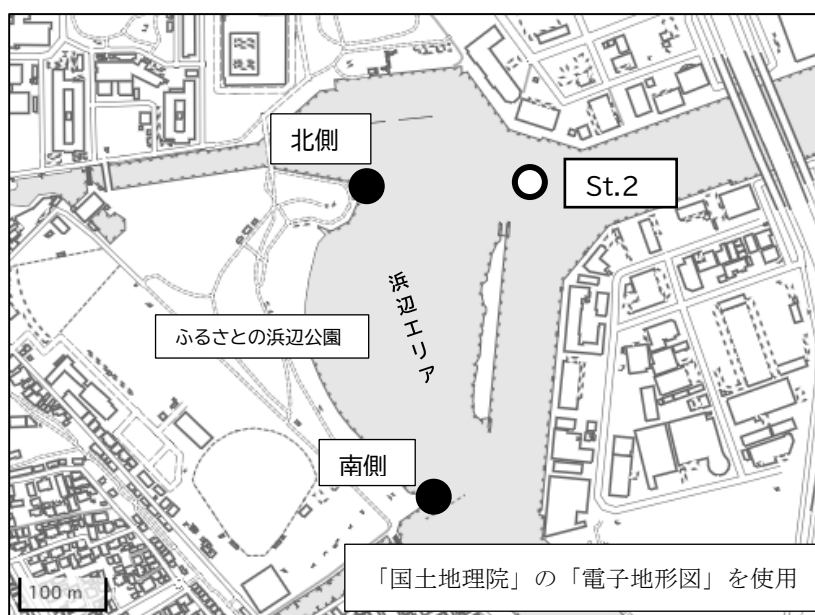 北側
St.2
浜辺エリア
ふるさとの浜辺公園
南側
「国土地理院」の「電子地形図」を使用
100 m